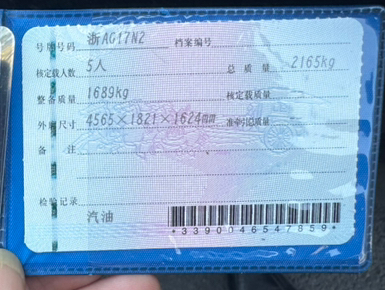 号牌号码 浙AG17N2 档案编号
核定载人数 5人 总质量 2165kg
整备质量 1689kg 核定载质量
外廓尺寸 4565×1821×1624mm 准牵引总质量
备注
检验记录
汽油
*3390046547859*